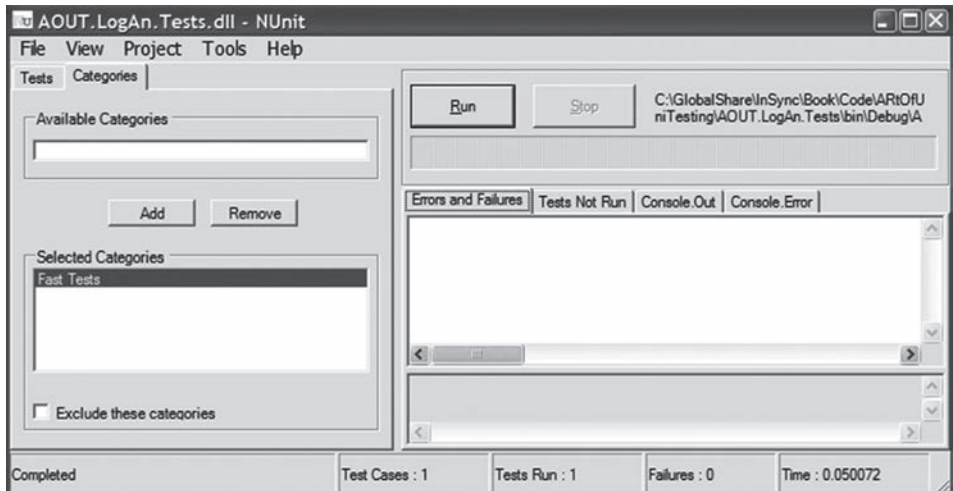 AOUT.LogAn.Tests.dll - NUnit
File View Project Tools Help
Tests Categories
Available Categories
Add Remove
Selected Categories
Fast Tests
Exclude these categories
Run Stop
C:\GlobalShare\InSync\Book\Code\ARtOfU
niTesting\AOUT.LogAn.Tests\bin\Debug\A
Errors and Failures Tests Not Run Console.Out Console.Error
Completed Test Cases : 1 Tests Run : 1 Failures : 0 Time : 0.050072